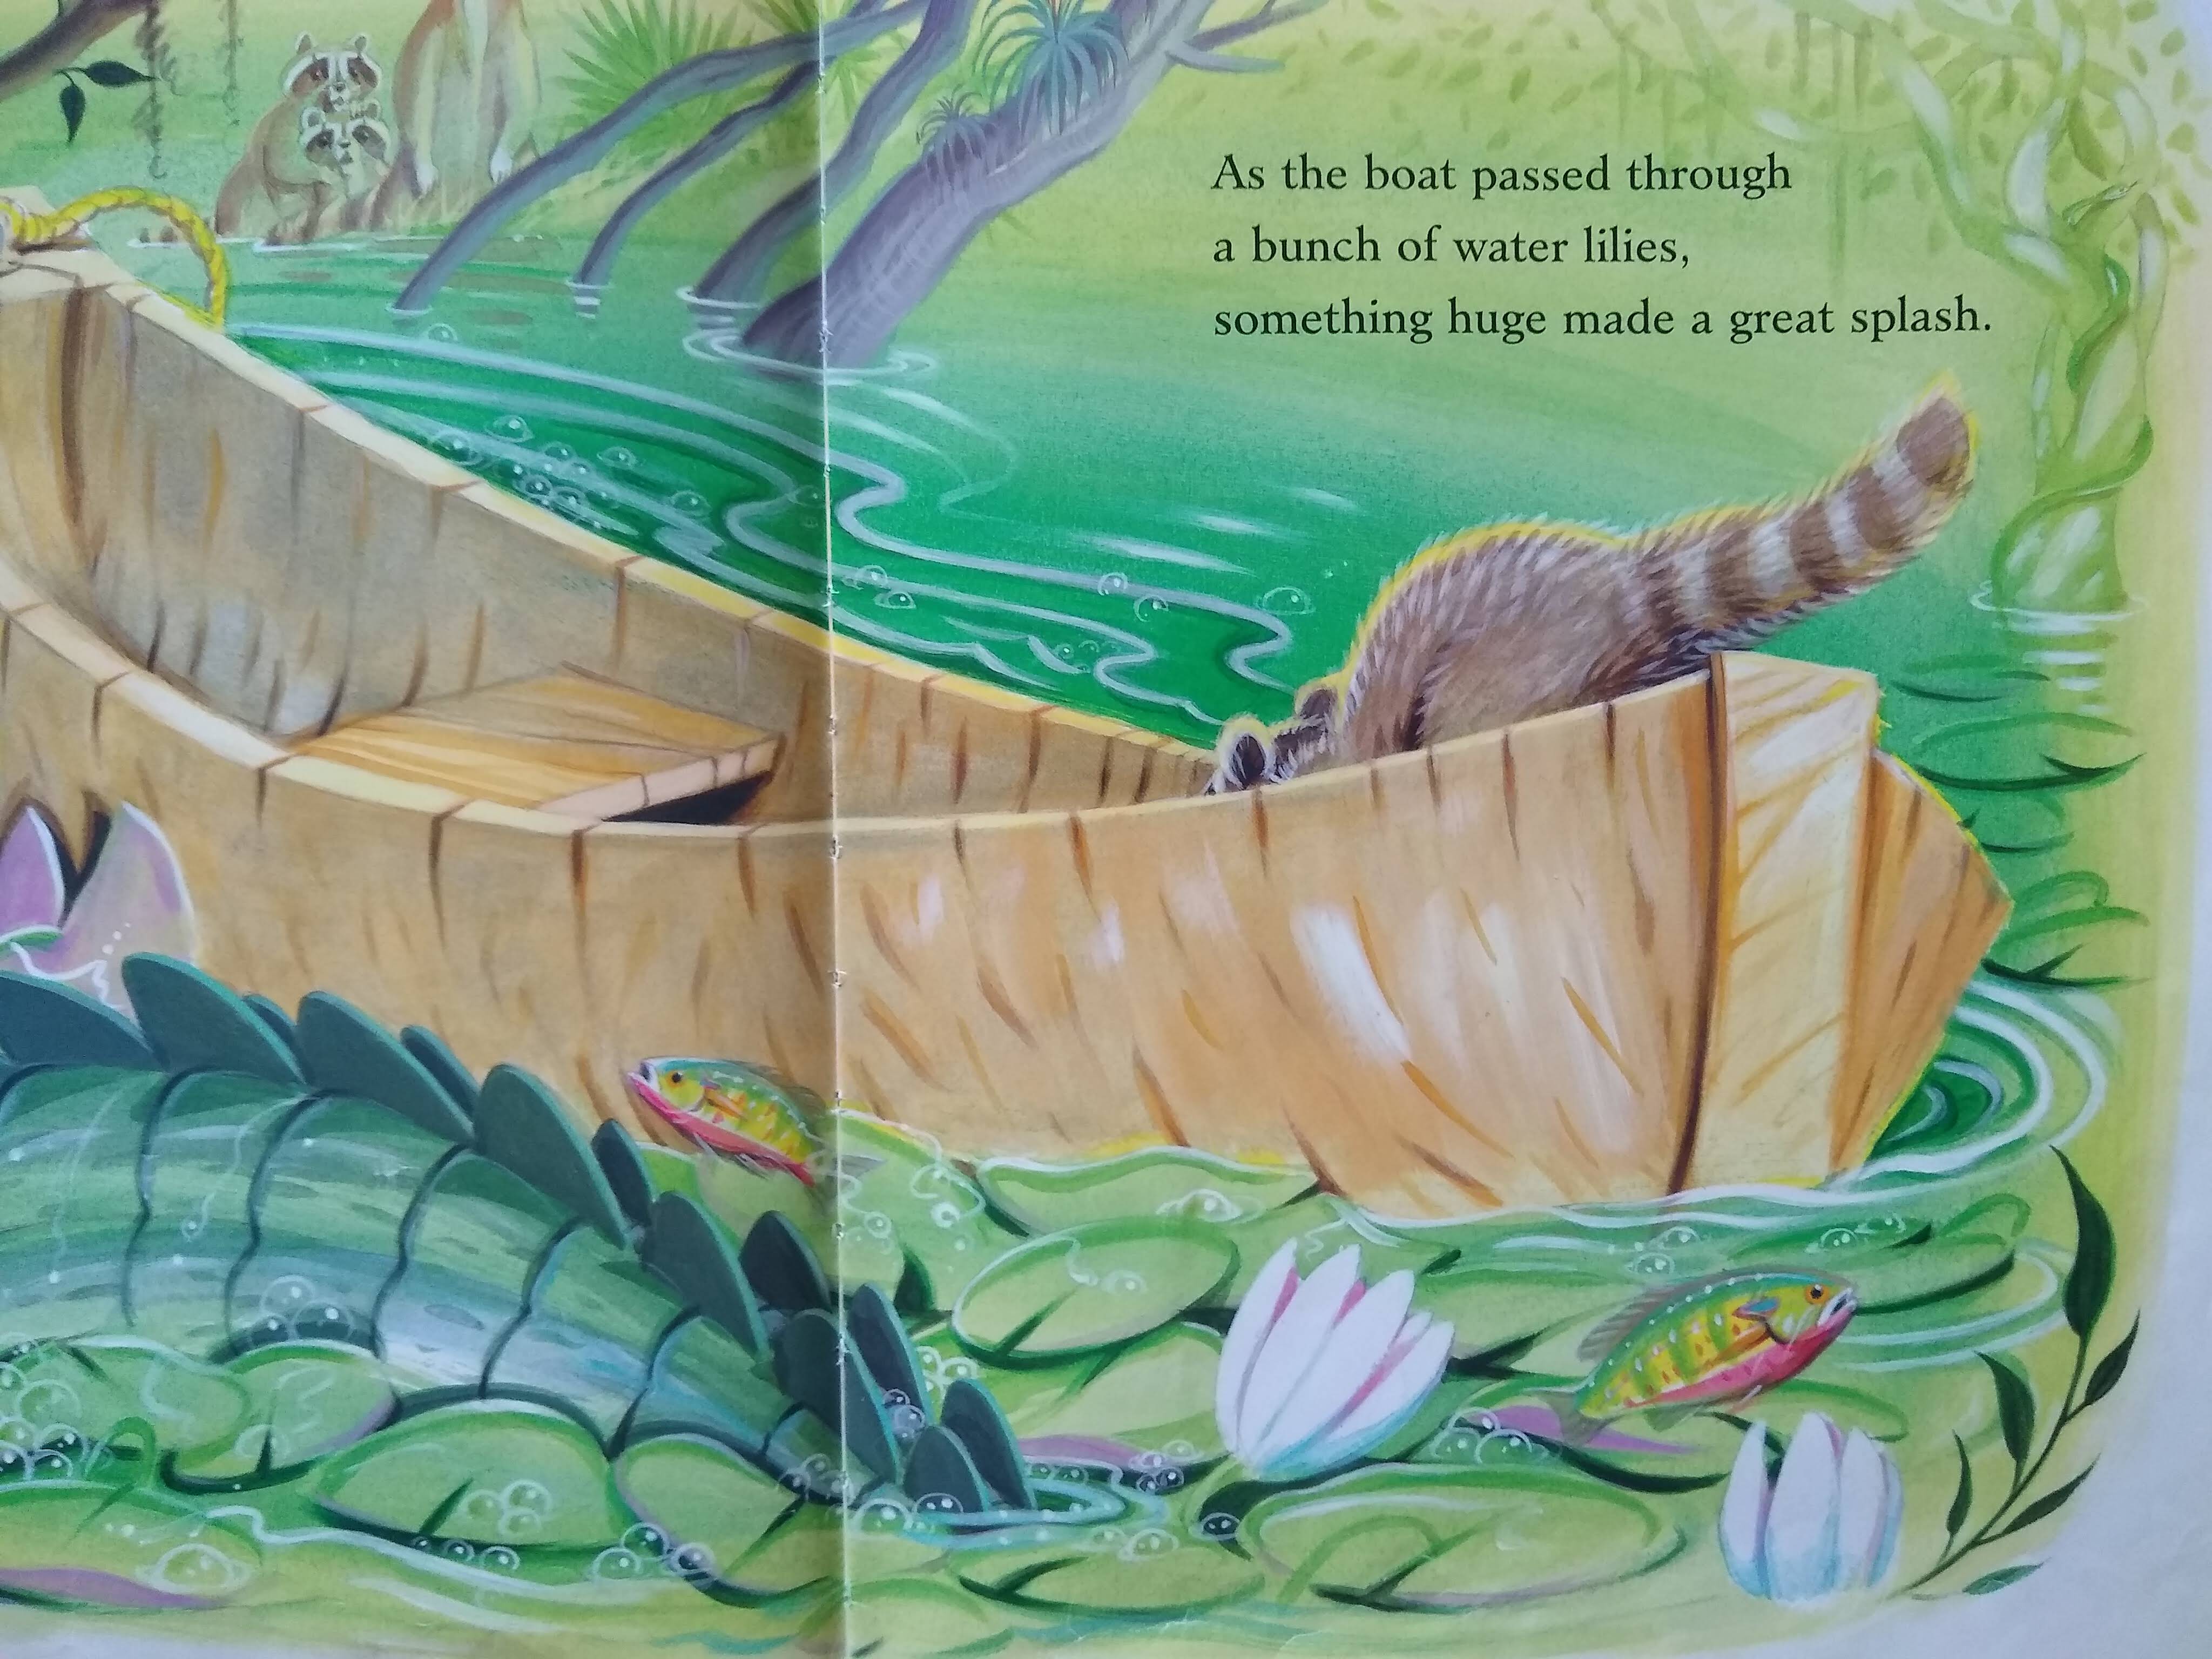 As the boat passed through
a bunch of water lilies,
something huge made a great splash.